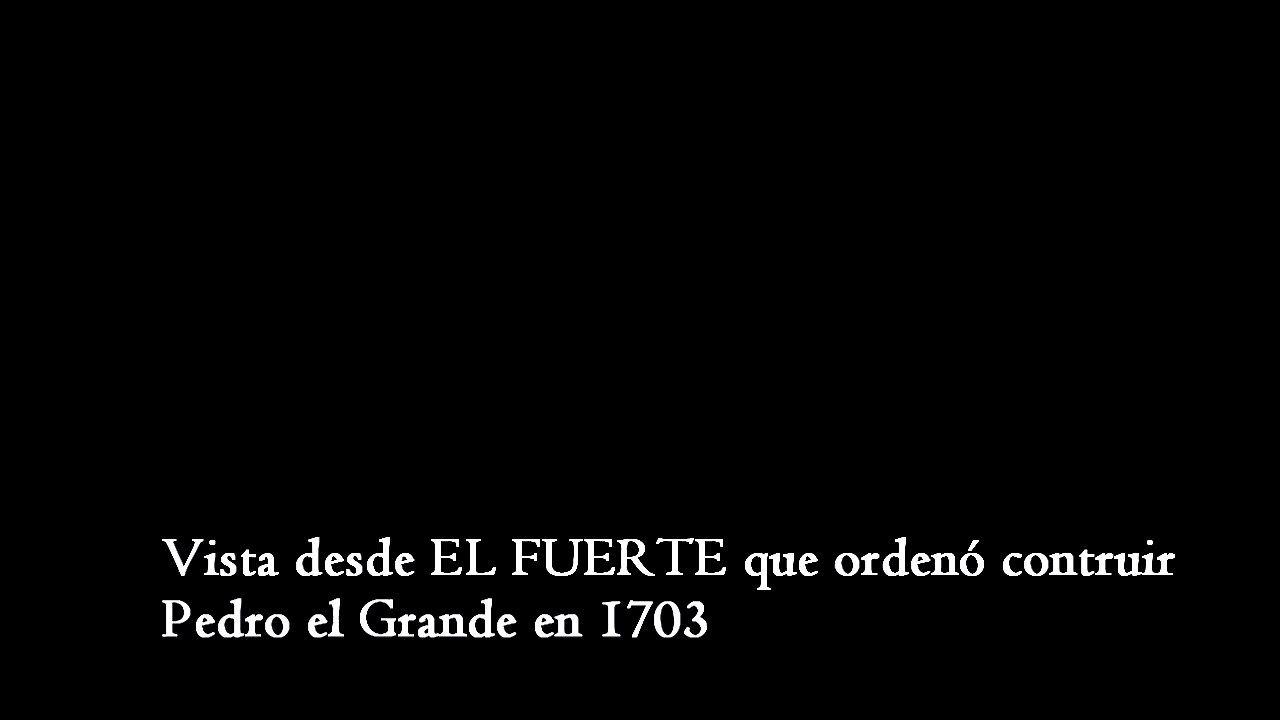 Vista desde EL FUERTE que ordenó contruir
Pedro el Grande en 1703